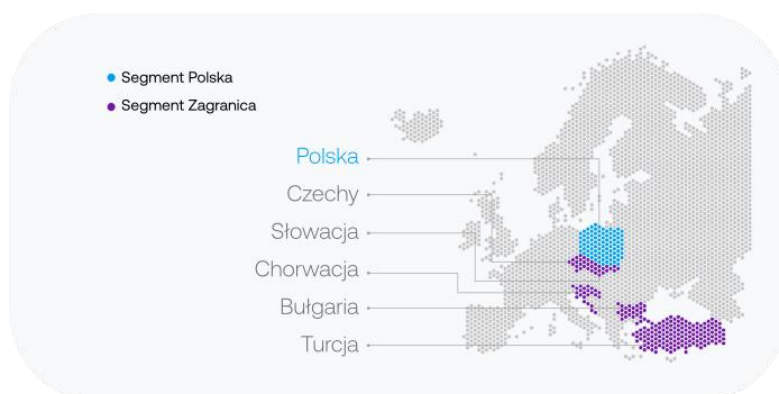 Segment Polska
Segment Zagranica
Polska
Czechy
Słowacja
Chorwacja
Bułgaria
Turcja